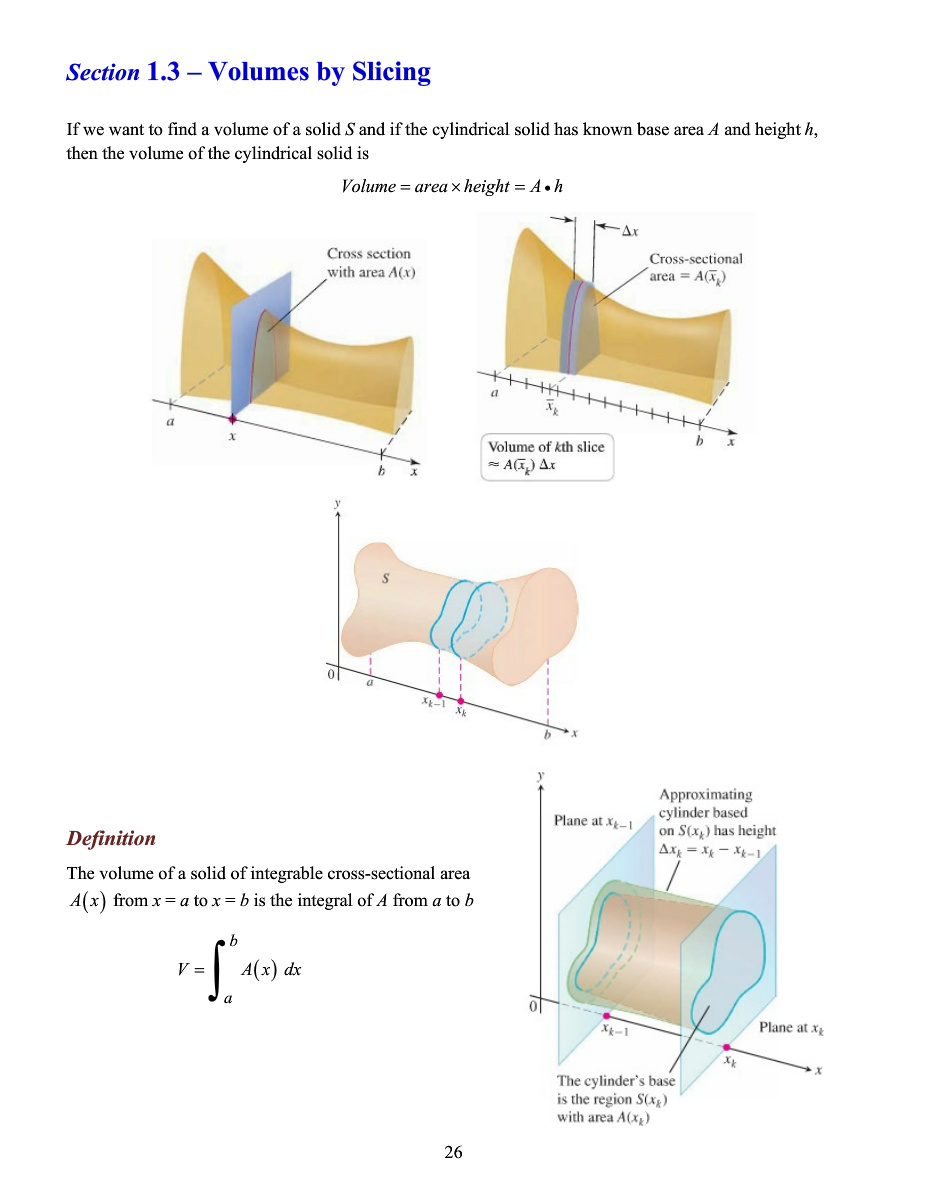 Section 1.3 – Volumes by Slicing
If we want to find a volume of a solid S and if the cylindrical solid has known base area A and height h,
then the volume of the cylindrical solid is
Volume = area × height = A • h
Cross section
with area A(x)
a
x
b
x
Δx
Cross-sectional
area = A(x̅ₖ)
a
x̅ₖ
b
x
Volume of kth slice
≈ A(x̅ₖ) Δx
y
S
0
a
xₖ₋₁
xₖ
b
x
Definition
The volume of a solid of integrable cross-sectional area
A(x) from x = a to x = b is the integral of A from a to b
V = ∫ₐᵇ A(x) dx
y
Plane at xₖ₋₁
Approximating
cylinder based
on S(xₖ) has height
Δxₖ = xₖ − xₖ₋₁
0
xₖ₋₁
Plane at xₖ
xₖ
x
The cylinder's base
is the region S(xₖ)
with area A(xₖ)
26